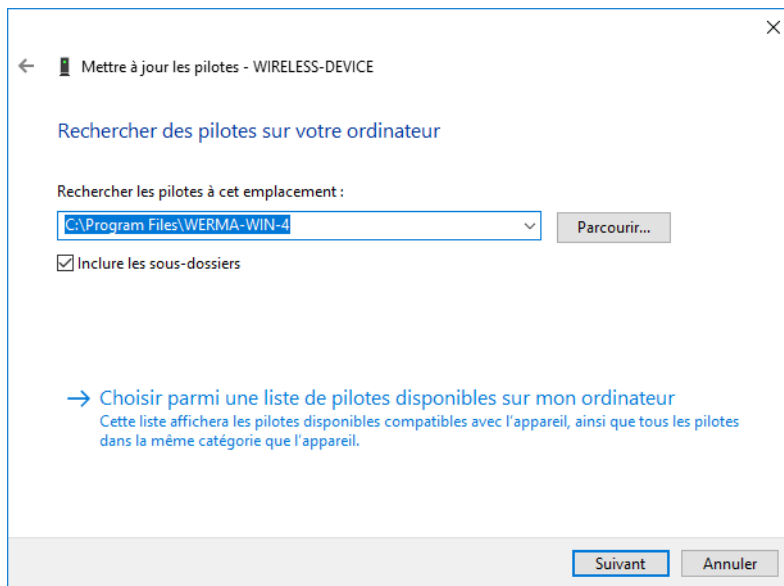 Mettre à jour les pilotes - WIRELESS-DEVICE
Rechercher des pilotes sur votre ordinateur
Rechercher les pilotes à cet emplacement :
C:\Program Files\WERMA-WIN-4
Parcourir...
Inclure les sous-dossiers
Choisir parmi une liste de pilotes disponibles sur mon ordinateur
Cette liste affichera les pilotes disponibles compatibles avec l'appareil, ainsi que tous les pilotes
dans la même catégorie que l'appareil.
Suivant
Annuler